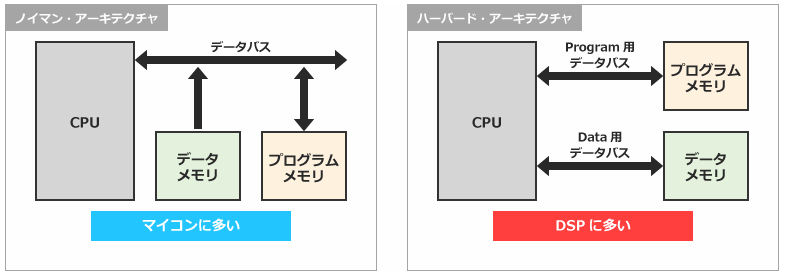 ノイマン・アーキテクチャ
データバス
CPU
データ
メモリ
プログラム
メモリ
マイコンに多い
ハーバード・アーキテクチャ
Program 用
データバス
プログラム
メモリ
CPU
Data 用
データバス
データ
メモリ
DSP に多い